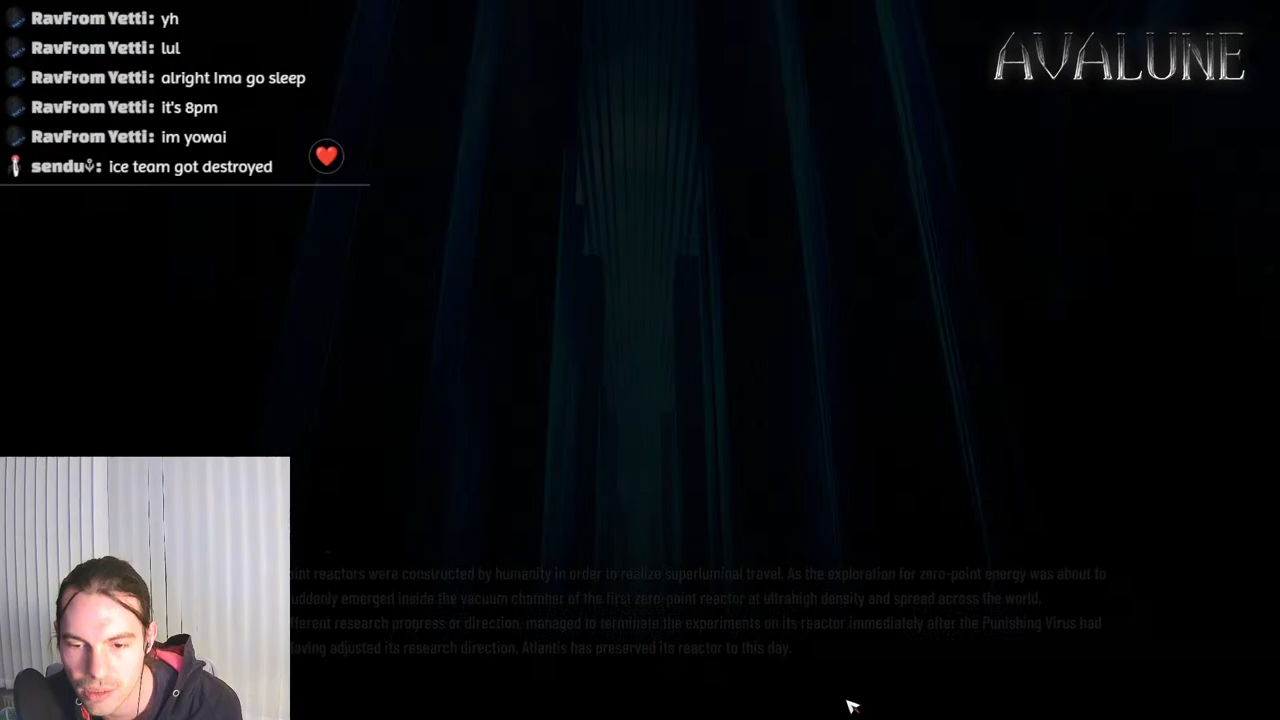 RavFrom Yetti: yh
RavFrom Yetti: lul
RavFrom Yetti: alright Ima go sleep
RavFrom Yetti: it's 8pm
RavFrom Yetti: im yowai
sendu⚓: ice team got destroyed
AVALUNE
oint reactors were constructed by humanity in order to realize superluminal travel. As the exploration for zero-point energy was about to
uddenly emerged inside the vacuum chamber of the first zero-point reactor at ultrahigh density and spread across the world.
fferent research progress or direction, managed to terminate the experiments on its reactor immediately after the Punishing Virus had
Having adjusted its research direction, Atlantis has preserved its reactor to this day.